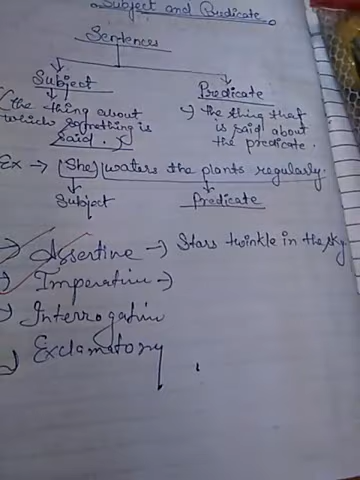 Subject and Predicate
Sentences
Subject
Predicate
(the thing about which something is said.)
→ the thing that is said about the predicate.
Ex → (She) waters the plants regularly.
Subject
Predicate
Assertive → Stars twinkle in the sky
Imperative →
Interrogative
Exclamatory